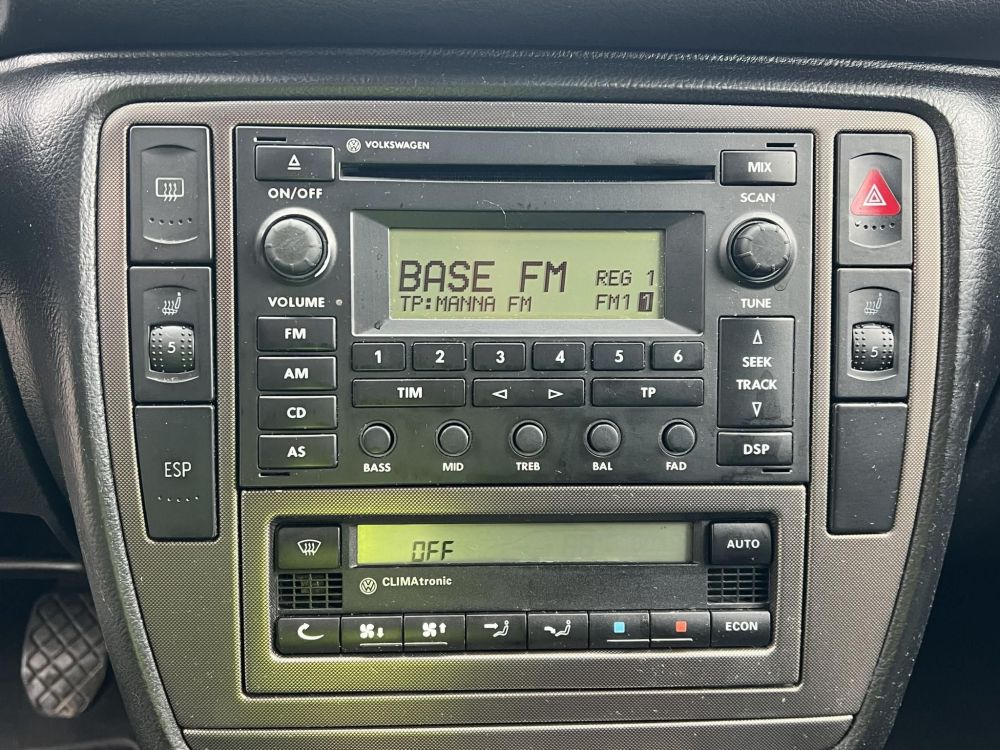 VOLKSWAGEN
MIX
ON/OFF
SCAN
BASE FM REG 1
TP:MANNA FM FM1 1
VOLUME
TUNE
FM
AM
CD
AS
1 2 3 4 5 6
TIM
TP
SEEK
TRACK
BASS MID TREB BAL FAD
DSP
5
5
ESP
OFF
AUTO
CLIMAtronic
ECON